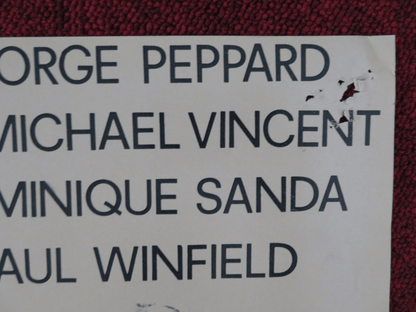 ORGE PEPPARD
MICHAEL VINCENT
MINIQUE SANDA
AUL WINFIELD